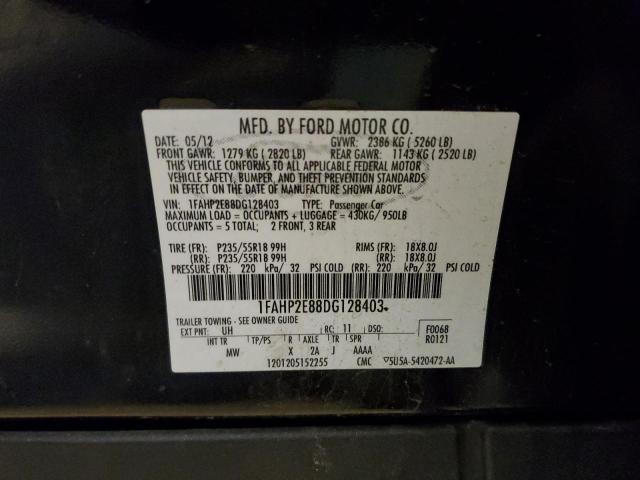 MFD. BY FORD MOTOR CO.
DATE: 05/12 GVWR: 2386 KG ( 5260 LB)
FRONT GAWR: 1279 KG ( 2820 LB) REAR GAWR: 1143 KG ( 2520 LB)
THIS VEHICLE CONFORMS TO ALL APPLICABLE FEDERAL MOTOR
VEHICLE SAFETY, BUMPER, AND THEFT PREVENTION STANDARDS
IN EFFECT ON THE DATE OF MANUFACTURE SHOWN ABOVE.
VIN: 1FAHP2E88DG128403 TYPE: Passenger Car
MAXIMUM LOAD = OCCUPANTS + LUGGAGE = 430KG/ 950LB
OCCUPANTS = 5 TOTAL; 2 FRONT, 3 REAR
TIRE (FR): P235/55R18 99H RIMS (FR): 18X8.0J
(RR): P235/55R18 99H (RR): 18X8.0J
PRESSURE (FR): 220 kPa/ 32 PSI COLD (RR): 220 kPa/ 32 PSI COLD
1FAHP2E88DG128403
TRAILER TOWING - SEE OWNER GUIDE
EXT PNT: UH RC: 11 DSO: F0068
INT TR TP/PS R AXLE TR SPR R0121
MW X 2A J AAAA
1201205152255 CMC ▽5U5A-5420472-AA